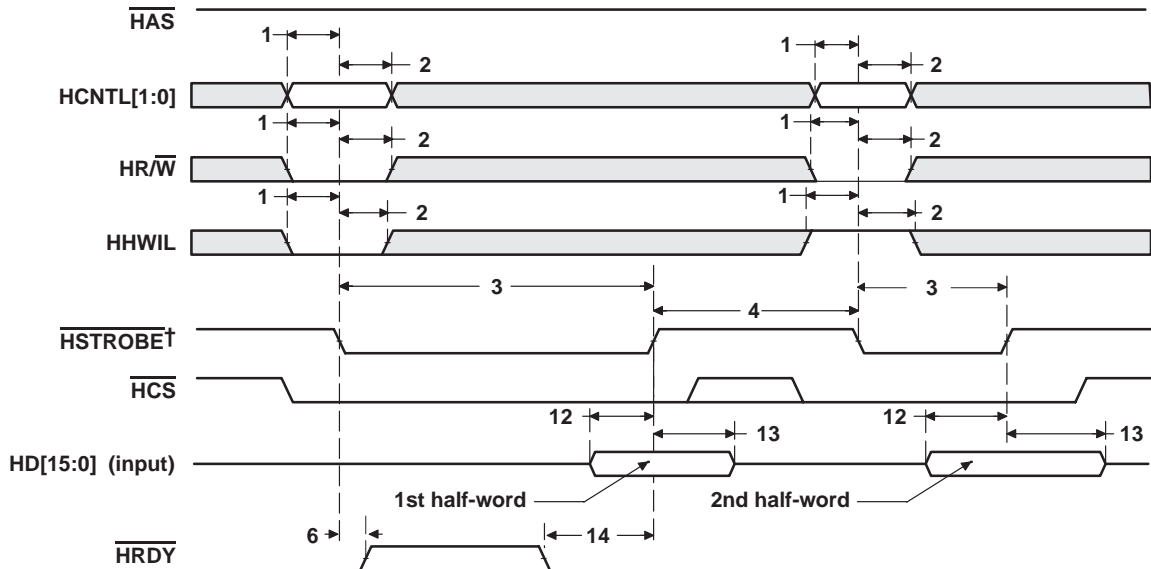 HAS
1
1
2
2
HCNTL[1:0]
1
1
2
2
HR/W
1
1
2
2
HHWIL
3
3
4
HSTROBE†
HCS
12
12
13
13
HD[15:0] (input)
1st half-word
2nd half-word
6
14
HRDY